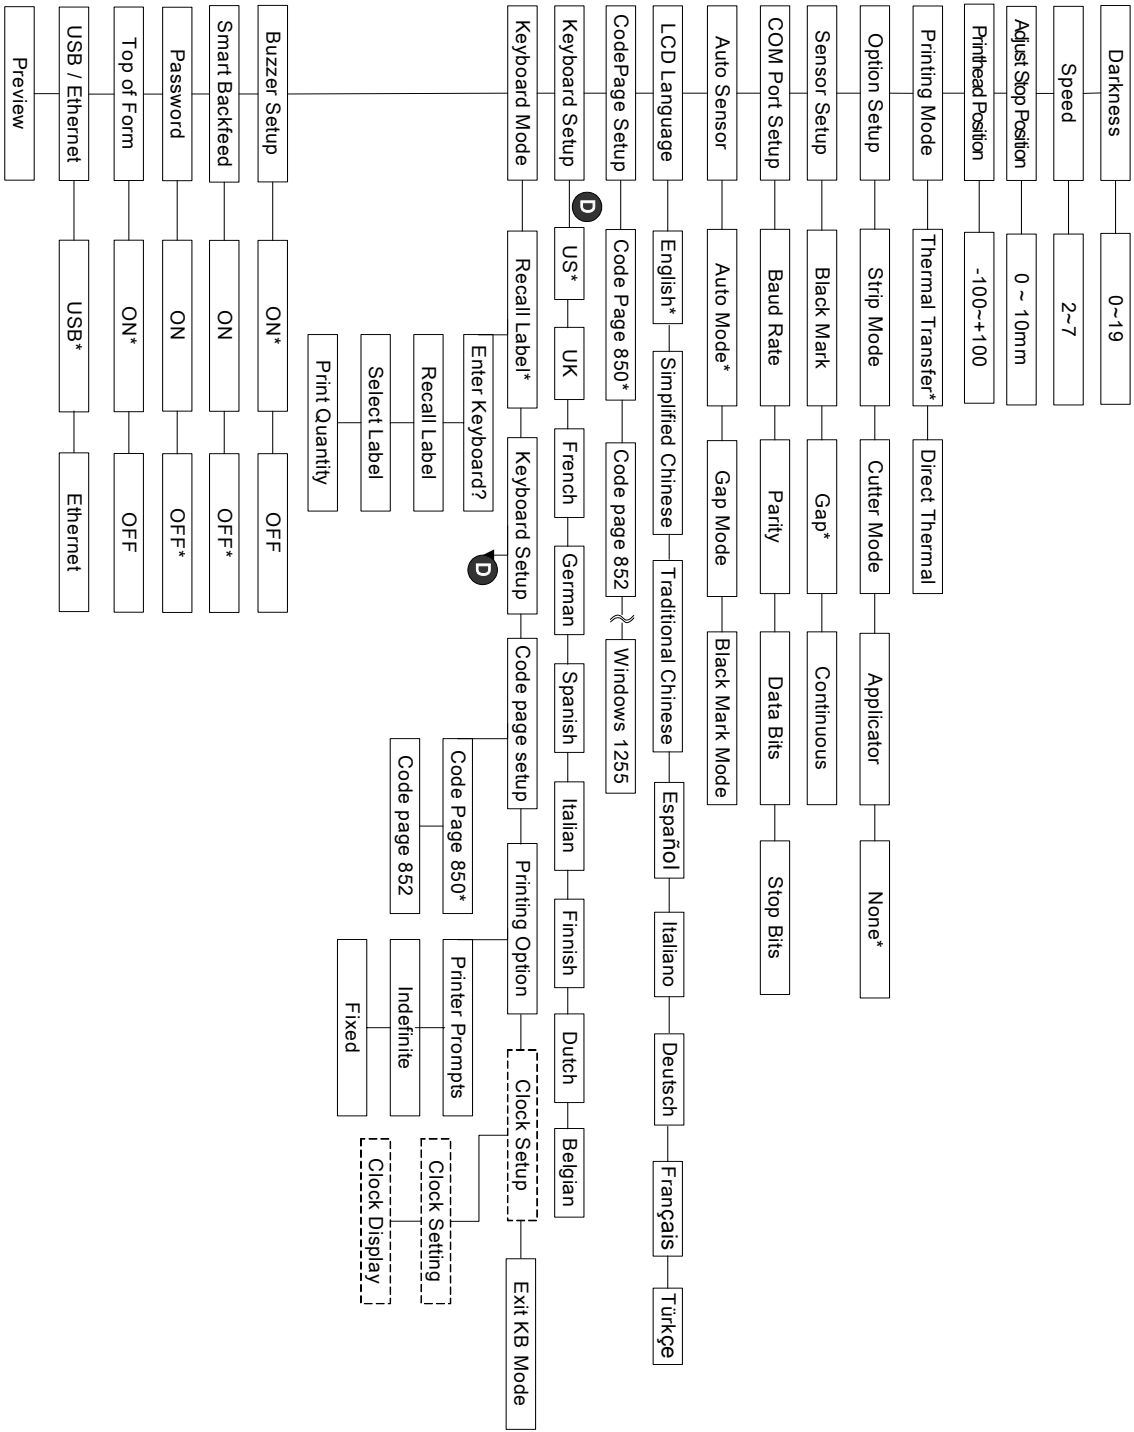 Darkness
0~19
Speed
2~7
Adjust Stop Position
0 ~ 10mm
Printhead Position
-100~+100
Printing Mode
Thermal Transfer*
Direct Thermal
Option Setup
Strip Mode
Cutter Mode
Applicator
None*
Sensor Setup
Black Mark
Gap*
Continuous
COM Port Setup
Baud Rate
Parity
Data Bits
Stop Bits
Auto Sensor
Auto Mode*
Gap Mode
Black Mark Mode
LCD Language
English*
Simplified Chinese
Traditional Chinese
Español
Italiano
Deutsch
Français
Türkçe
CodePage Setup
Code Page 850*
Code page 852
Windows 1255
Keyboard Setup
D
US*
UK
French
German
Spanish
Italian
Finnish
Dutch
Belgian
Keyboard Mode
Recall Label*
Keyboard Setup
Code page setup
Printing Option
Clock Setup
Exit KB Mode
Enter Keyboard?
Recall Label
Select Label
Print Quantity
D
Code Page 850*
Code page 852
Printer Prompts
Indefinite
Fixed
Clock Setting
Clock Display
Buzzer Setup
ON*
OFF
Smart Backfeed
ON
OFF*
Password
ON
OFF*
Top of Form
ON*
OFF
USB / Ethernet
USB*
Ethernet
Preview